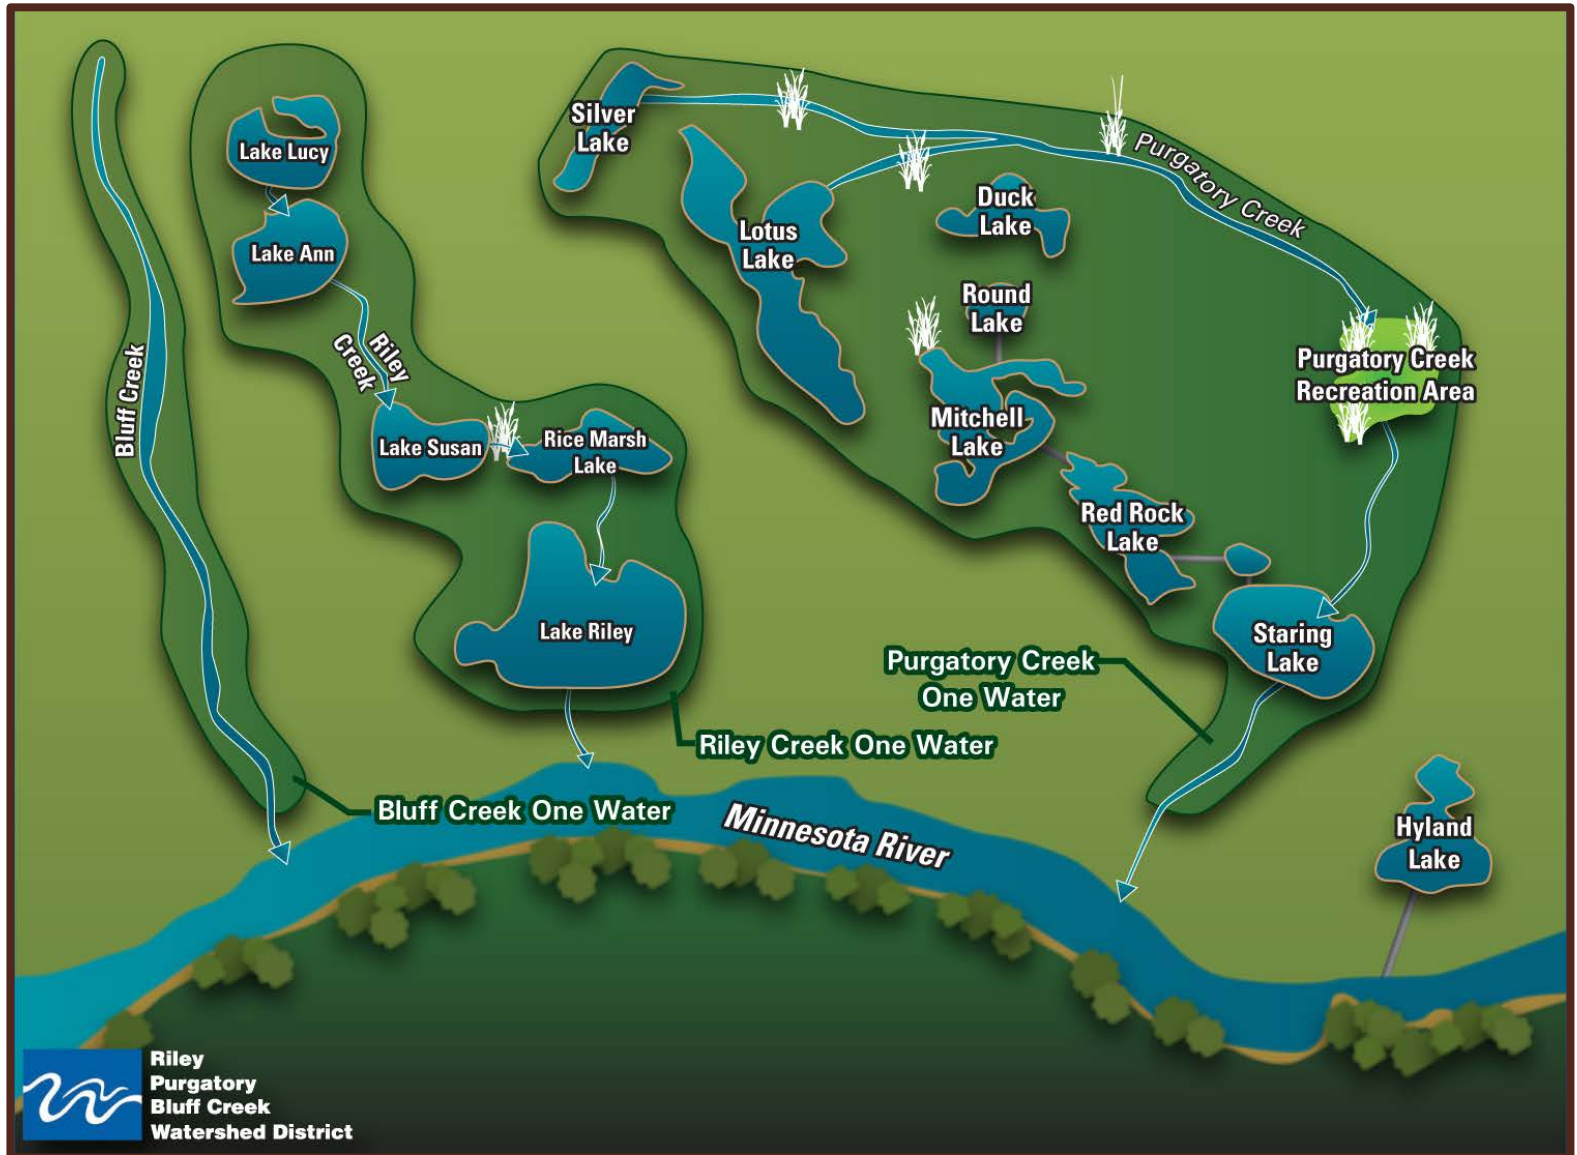 Silver
Lake
Lake Lucy
Purgatory Creek
Duck
Lake
Lotus
Lake
Lake Ann
Round
Lake
Riley
Creek
Bluff Creek
Purgatory Creek
Recreation Area
Mitchell
Lake
Lake Susan
Rice Marsh
Lake
Red Rock
Lake
Lake Riley
Staring
Lake
Purgatory Creek
One Water
Riley Creek One Water
Bluff Creek One Water
Minnesota River
Hyland
Lake
Riley
Purgatory
Bluff Creek
Watershed District